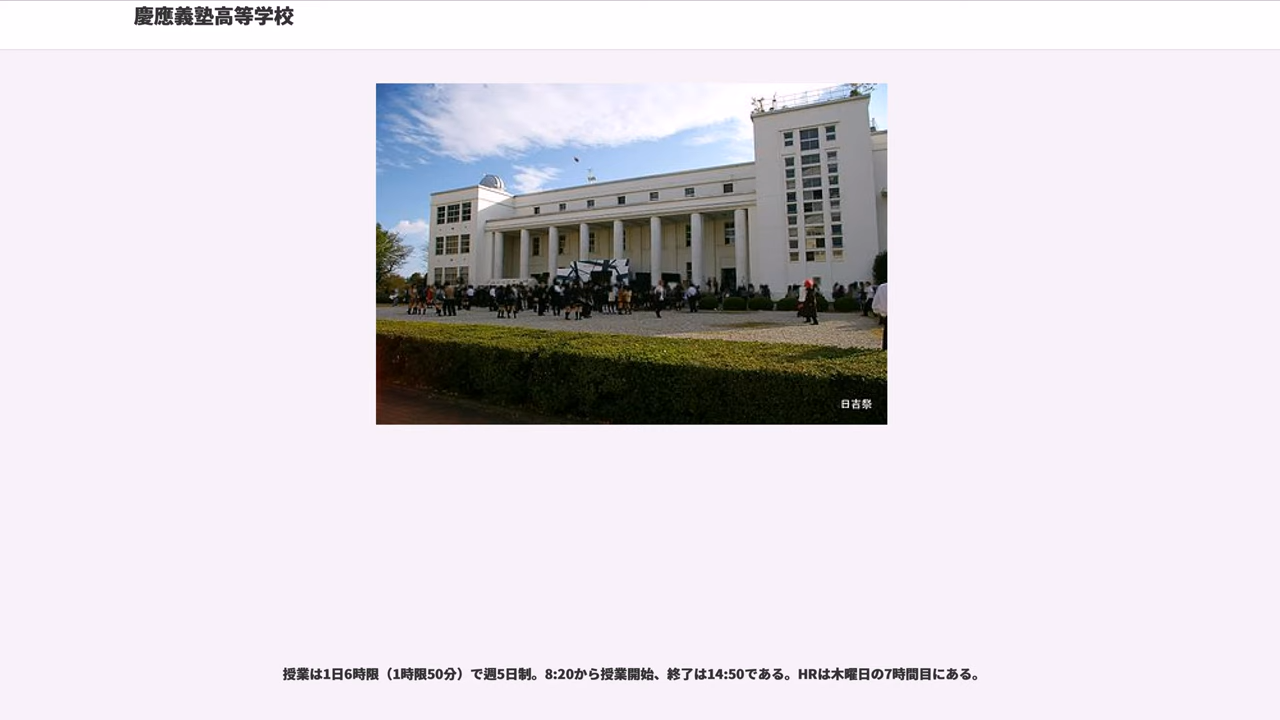 慶應義塾高等学校
日吉祭
授業は1日6時限（1時限50分）で週5日制。8:20から授業開始、終了は14:50である。HRは木曜日の7時間目にある。